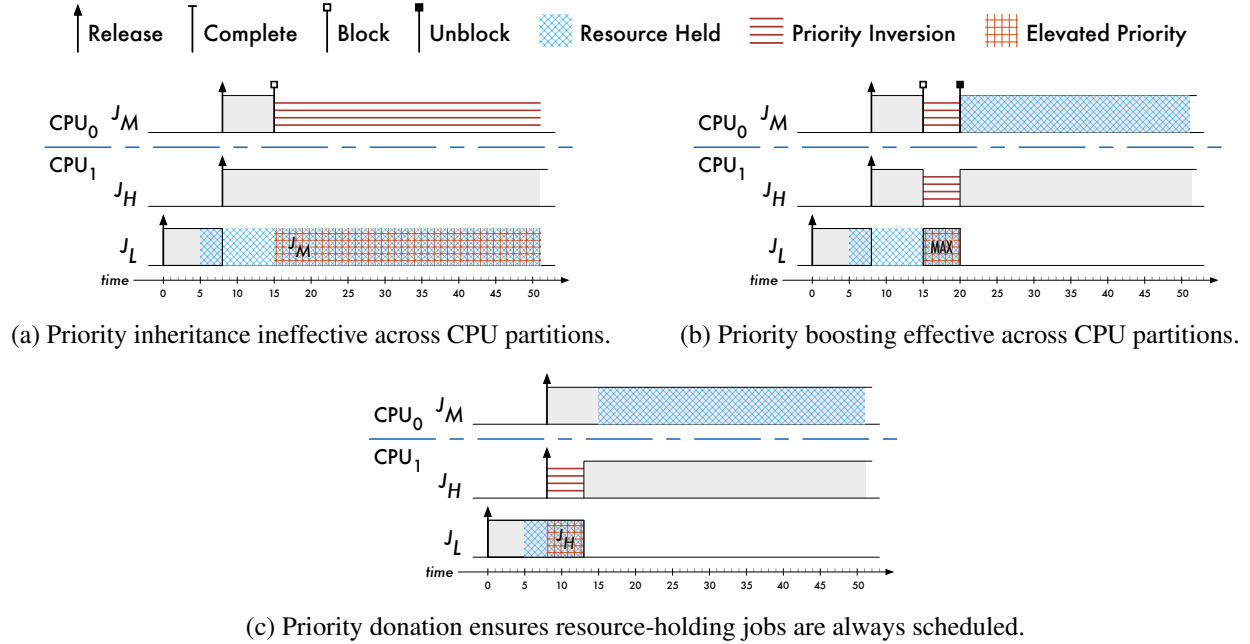 Release Complete Block Unblock Resource Held Priority Inversion Elevated Priority
CPU0 JM
CPU1
JH
JL JM
time 0 5 10 15 20 25 30 35 40 45 50
(a) Priority inheritance ineffective across CPU partitions.
CPU0 JM
CPU1
JH
JL MAX
time 0 5 10 15 20 25 30 35 40 45 50
(b) Priority boosting effective across CPU partitions.
CPU0 JM
CPU1
JH
JL JH
time 0 5 10 15 20 25 30 35 40 45 50
(c) Priority donation ensures resource-holding jobs are always scheduled.